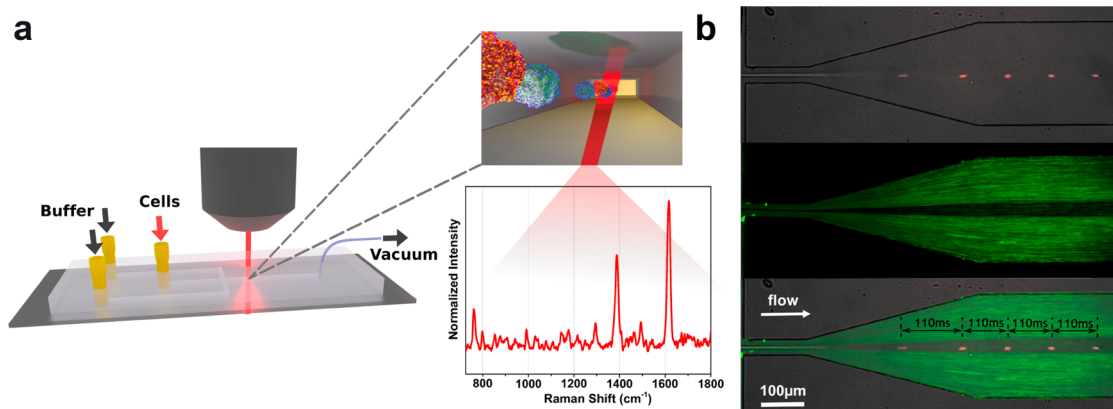 a
b
Buffer
Cells
Vacuum
Normalized Intensity
800 1000 1200 1400 1600 1800
Raman Shift (cm⁻¹)
flow
110ms 110ms 110ms 110ms
100μm